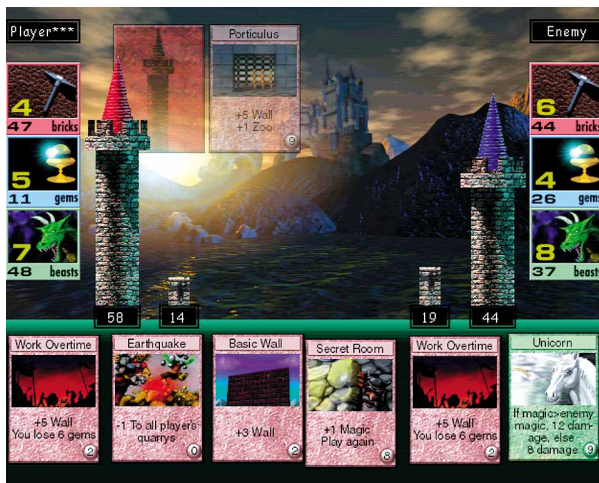 Player***
Porticulus
+5 Wall
+1 Zoo
9
Enemy
4
47 bricks
5
11 gems
7
48 beasts
6
44 bricks
4
26 gems
8
37 beasts
58
14
19
44
Work Overtime
+5 Wall
You lose 6 gems
2
Earthquake
-1 To all player's
quarrys
0
Basic Wall
+3 Wall
2
Secret Room
+1 Magic
Play again
8
Work Overtime
+5 Wall
You lose 6 gems
2
Unicorn
If magic>enemy
magic, 12 dam-
age, else
8 damage
9